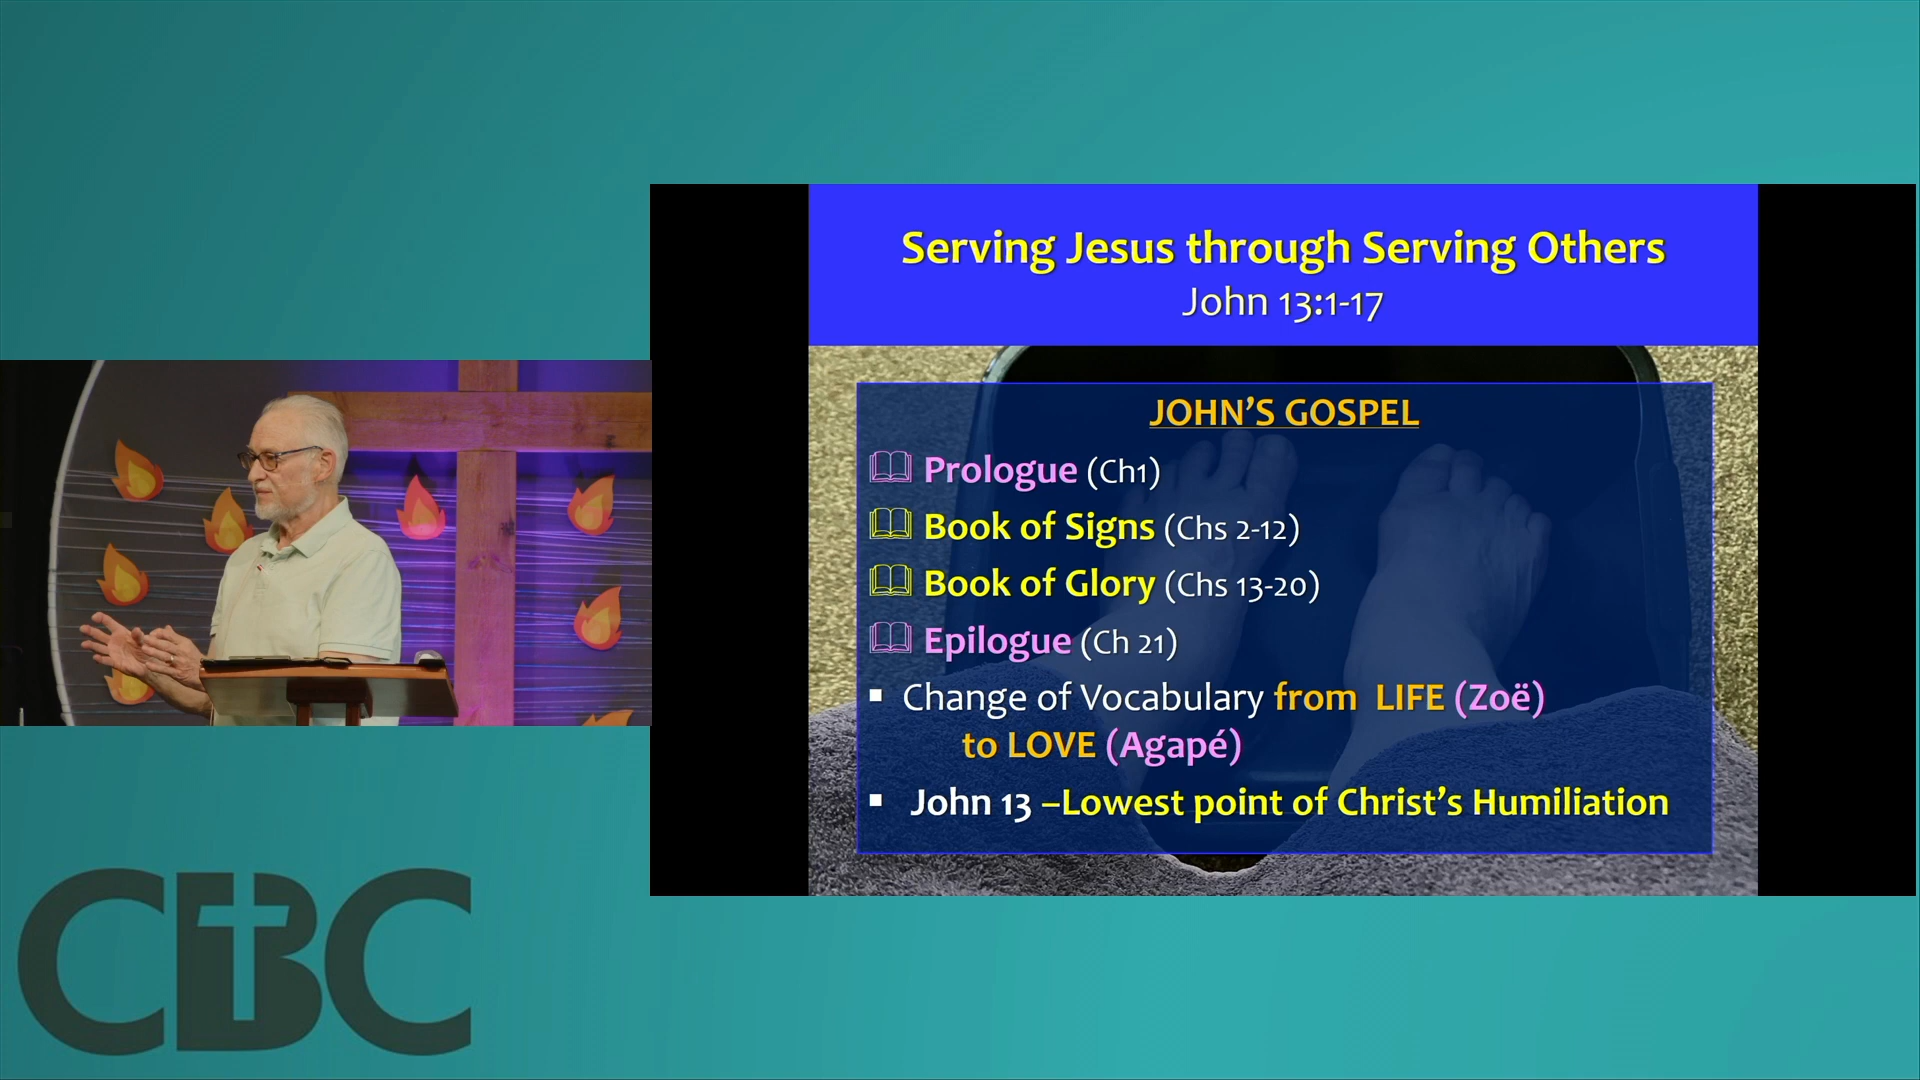 Serving Jesus through Serving Others
John 13:1-17
JOHN'S GOSPEL
Prologue (Ch1)
Book of Signs (Chs 2-12)
Book of Glory (Chs 13-20)
Epilogue (Ch 21)
▪ Change of Vocabulary from LIFE (Zoë)
to LOVE (Agapé)
▪ John 13 –Lowest point of Christ's Humiliation
CBC